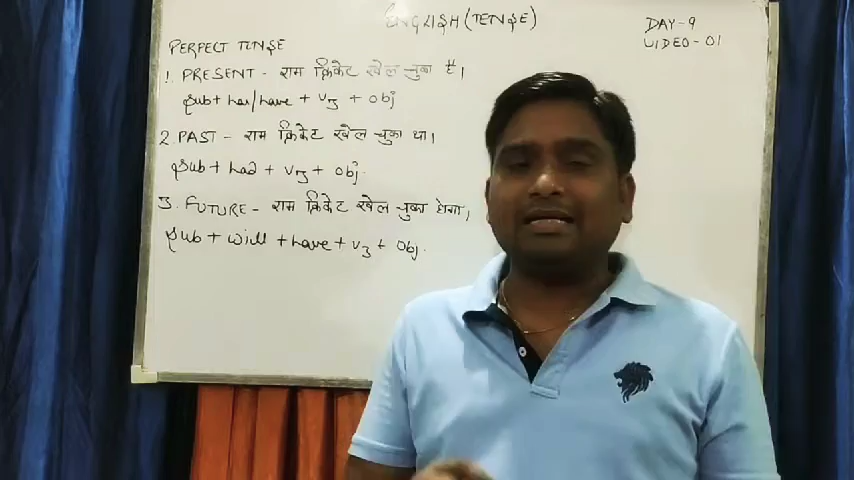 ENGLISH (TENSE)
DAY-9
VIDEO-01
PERFECT TENSE
1. PRESENT - राम क्रिकेट खेल चुका है।
Sub + has/have + V3 + Obj
2. PAST - राम क्रिकेट खेल चुका था।
Sub + had + V3 + Obj.
3. FUTURE - राम क्रिकेट खेल चुका होगा।
Sub + will + have + V3 + Obj.